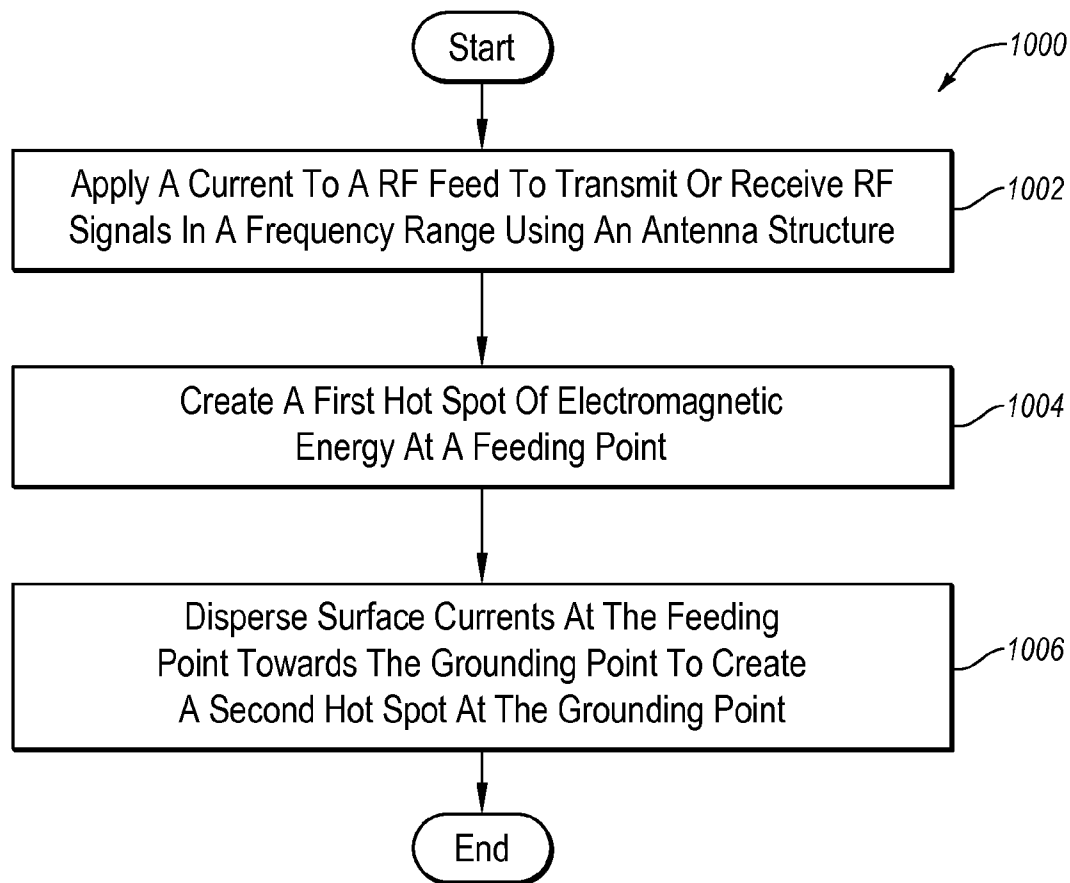 Start
1000
Apply A Current To A RF Feed To Transmit Or Receive RF
Signals In A Frequency Range Using An Antenna Structure
1002
Create A First Hot Spot Of Electromagnetic
Energy At A Feeding Point
1004
Disperse Surface Currents At The Feeding
Point Towards The Grounding Point To Create
A Second Hot Spot At The Grounding Point
1006
End